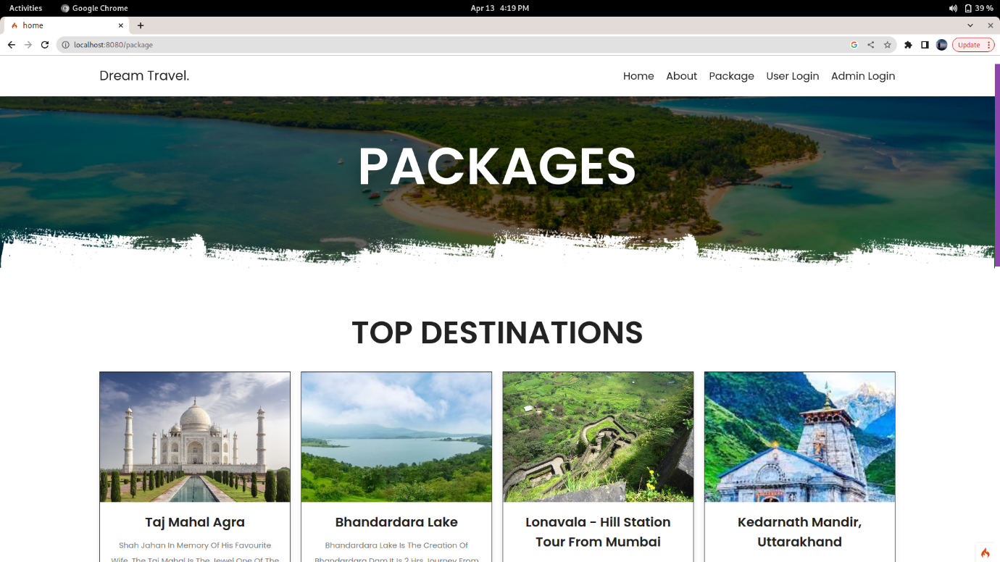 Activities Google Chrome Apr 13 4:19 PM 39 %
home
localhost:8080/package Update
Dream Travel. Home About Package User Login Admin Login
PACKAGES
TOP DESTINATIONS
Taj Mahal Agra
Shah Jahan In Memory Of His Favourite
Wife, The Taj Mahal Is The Jewel One Of The
Bhandardara Lake
Bhandardara Lake Is The Creation Of
Bhandardara Dam It Is 2 Hrs Journey From
Lonavala - Hill Station
Tour From Mumbai
Kedarnath Mandir,
Uttarakhand